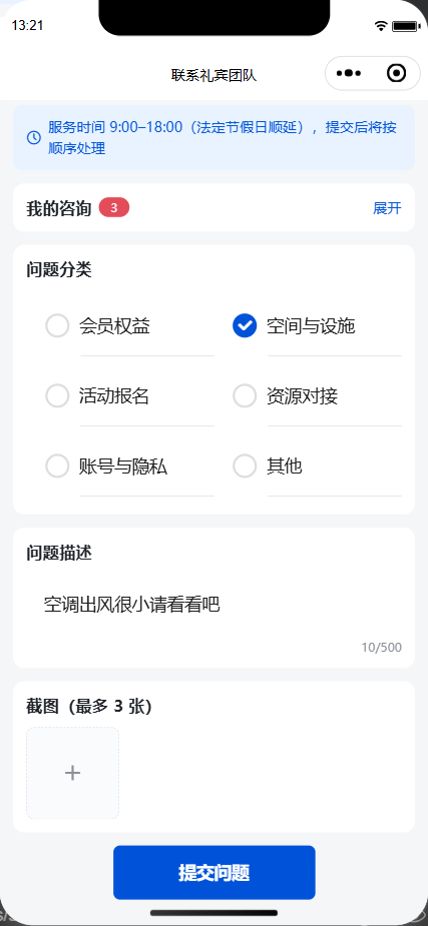 13:21
联系礼宾团队
服务时间 9:00–18:00（法定节假日顺延），提交后将按
顺序处理
我的咨询 3 展开
问题分类
会员权益 空间与设施
活动报名 资源对接
账号与隐私 其他
问题描述
空调出风很小请看看吧
10/500
截图（最多 3 张）
+
提交问题